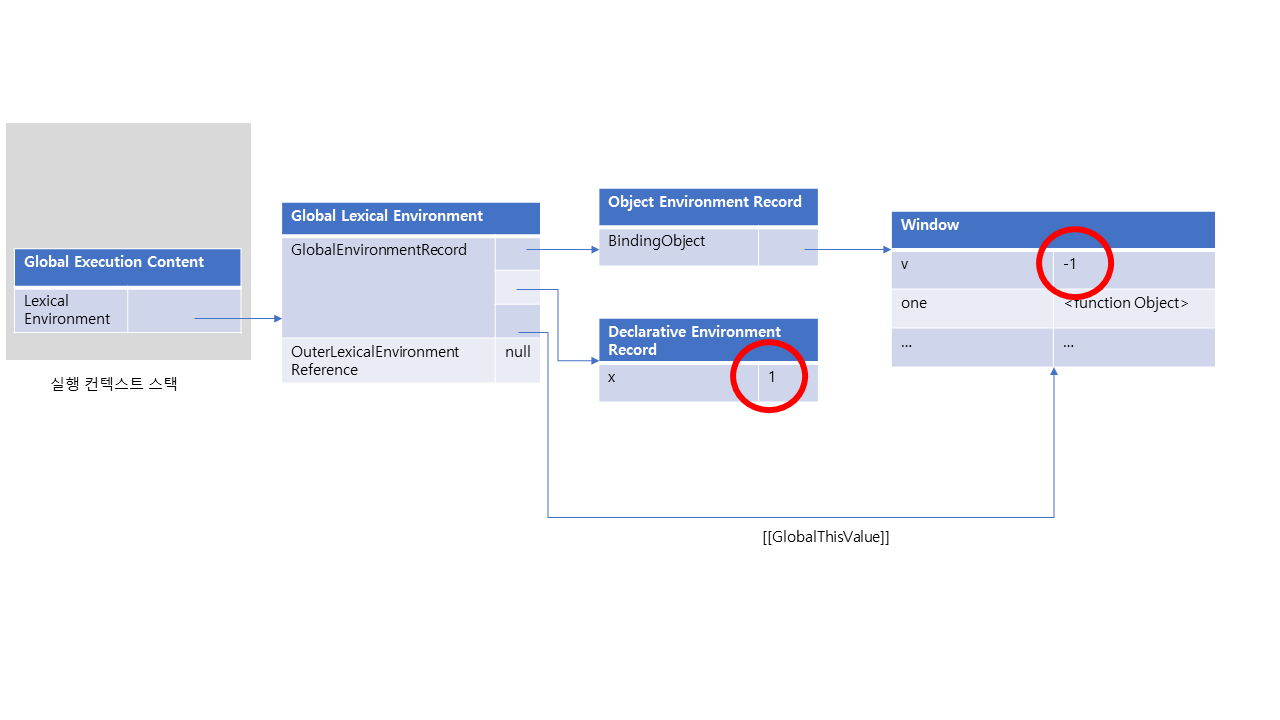 Global Execution Content
Lexical
Environment
실행 컨텍스트 스택
Global Lexical Environment
GlobalEnvironmentRecord
OuterLexicalEnvironment
Reference
null
Object Environment Record
BindingObject
Declarative Environment
Record
x
1
Window
v
-1
one
<function Object>
...
...
[[GlobalThisValue]]